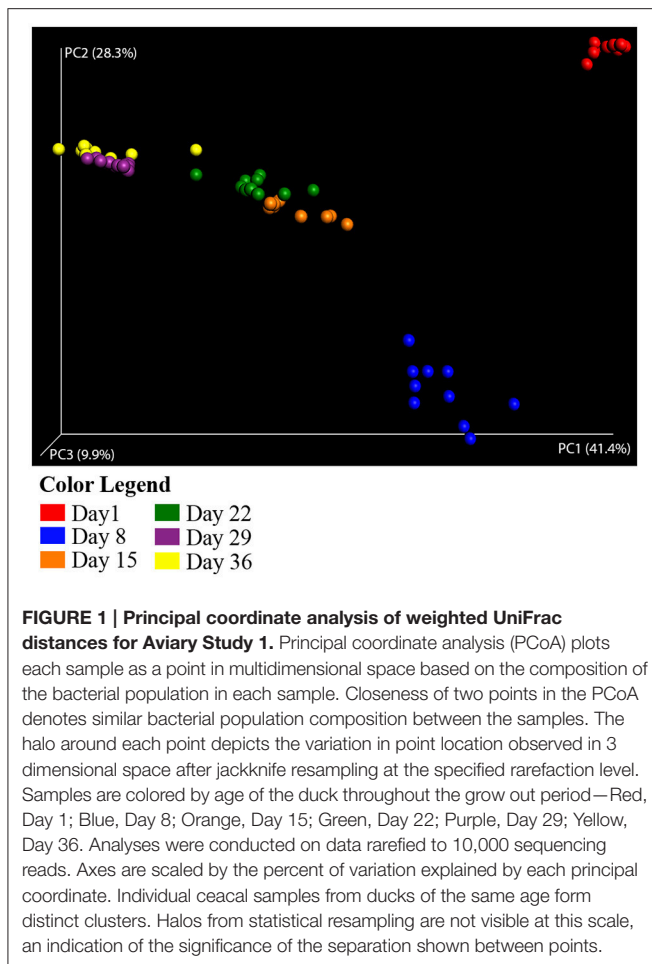 PC2 (28.3%)
PC3 (9.9%)
PC1 (41.4%)
Color Legend
Day1
Day 22
Day 8
Day 29
Day 15
Day 36
FIGURE 1 | Principal coordinate analysis of weighted UniFrac
distances for Aviary Study 1. Principal coordinate analysis (PCoA) plots
each sample as a point in multidimensional space based on the composition of
the bacterial population in each sample. Closeness of two points in the PCoA
denotes similar bacterial population composition between the samples. The
halo around each point depicts the variation in point location observed in 3
dimensional space after jackknife resampling at the specified rarefaction level.
Samples are colored by age of the duck throughout the grow out period—Red,
Day 1; Blue, Day 8; Orange, Day 15; Green, Day 22; Purple, Day 29; Yellow,
Day 36. Analyses were conducted on data rarefied to 10,000 sequencing
reads. Axes are scaled by the percent of variation explained by each principal
coordinate. Individual ceacal samples from ducks of the same age form
distinct clusters. Halos from statistical resampling are not visible at this scale,
an indication of the significance of the separation shown between points.